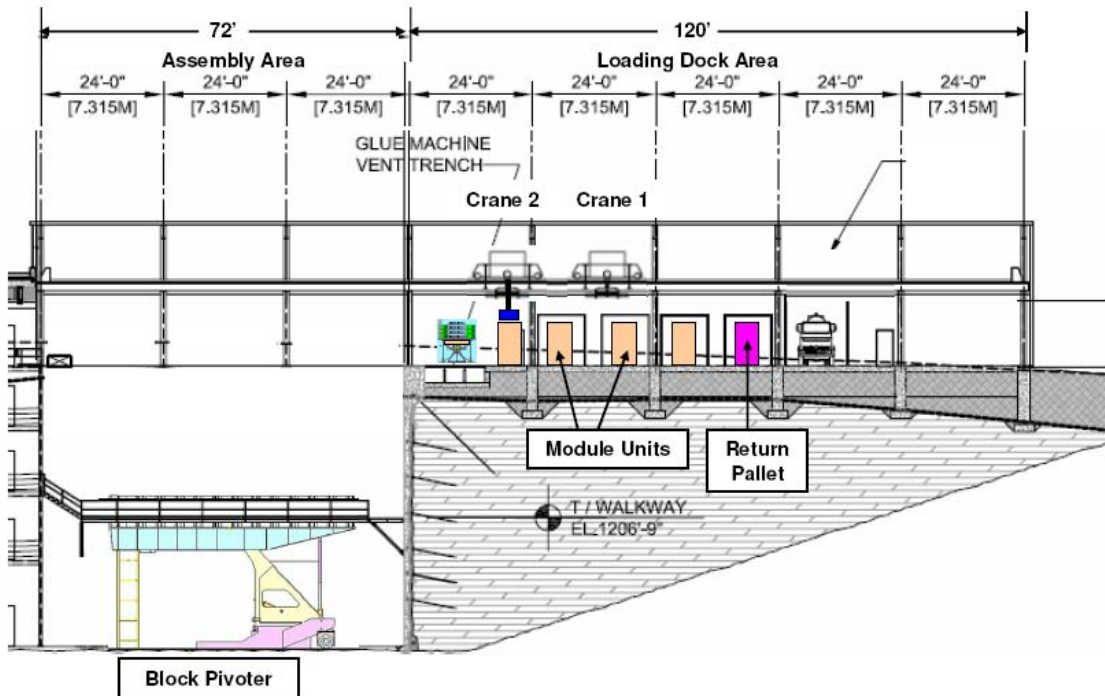 72'
120'
Assembly Area
Loading Dock Area
24'-0"
24'-0"
24'-0"
24'-0"
24'-0"
24'-0"
24'-0"
24'-0"
[7.315M]
[7.315M]
[7.315M]
[7.315M]
[7.315M]
[7.315M]
[7.315M]
[7.315M]
GLUE MACHINE
VENT TRENCH
Crane 2
Crane 1
Module Units
Return
Pallet
T / WALKWAY
EL.1206'-9"
Block Pivoter